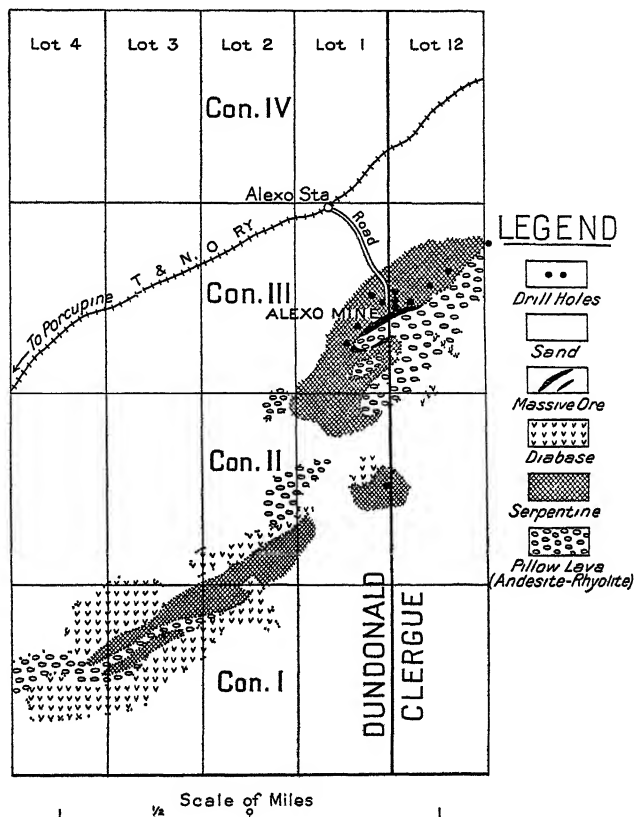 Lot 4 Lot 3 Lot 2 Lot 1 Lot 12
Con. IV
Alexo Sta
Road
T. & N. O. RY
To Porcupine
Con. III
ALEXO MINE
Con. II
DUNDONALD
CLERGUE
Con. I
LEGEND
Drill Holes
Sand
Massive Ore
Diabase
Serpentine
Pillow Lava
(Andesite-Rhyolite)
Scale of Miles
1 ½ 0 1